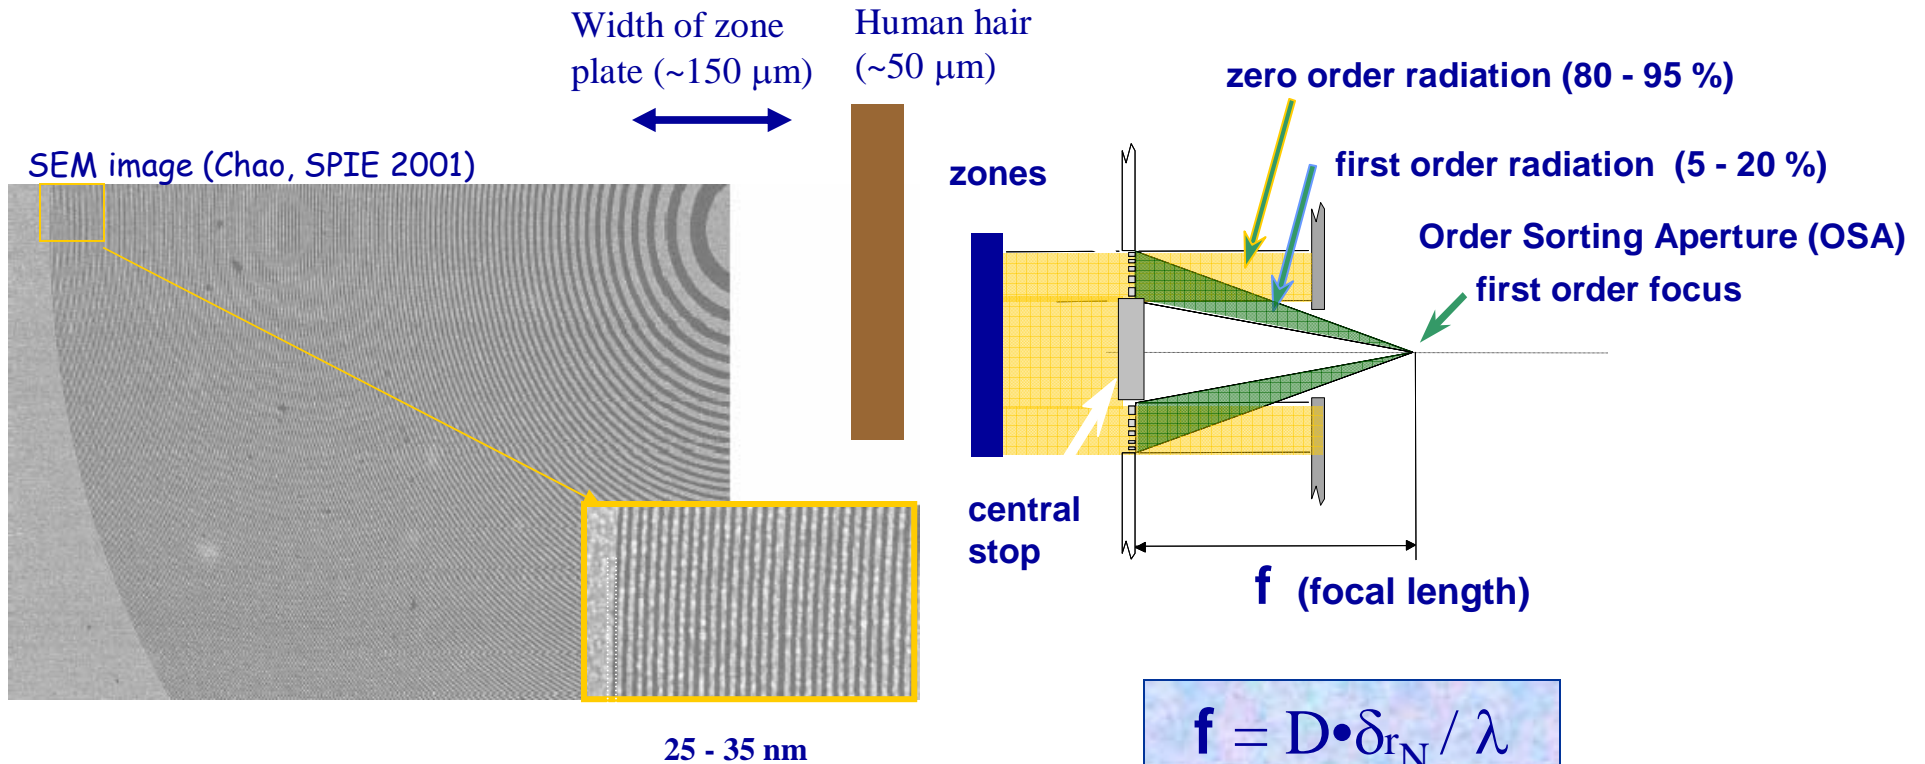 Width of zone
plate (~150 μm)
Human hair
(~50 μm)
SEM image (Chao, SPIE 2001)
25 - 35 nm
zero order radiation (80 - 95 %)
first order radiation (5 - 20 %)
zones
Order Sorting Aperture (OSA)
first order focus
central
stop
f (focal length)
f = D•δrN / λ